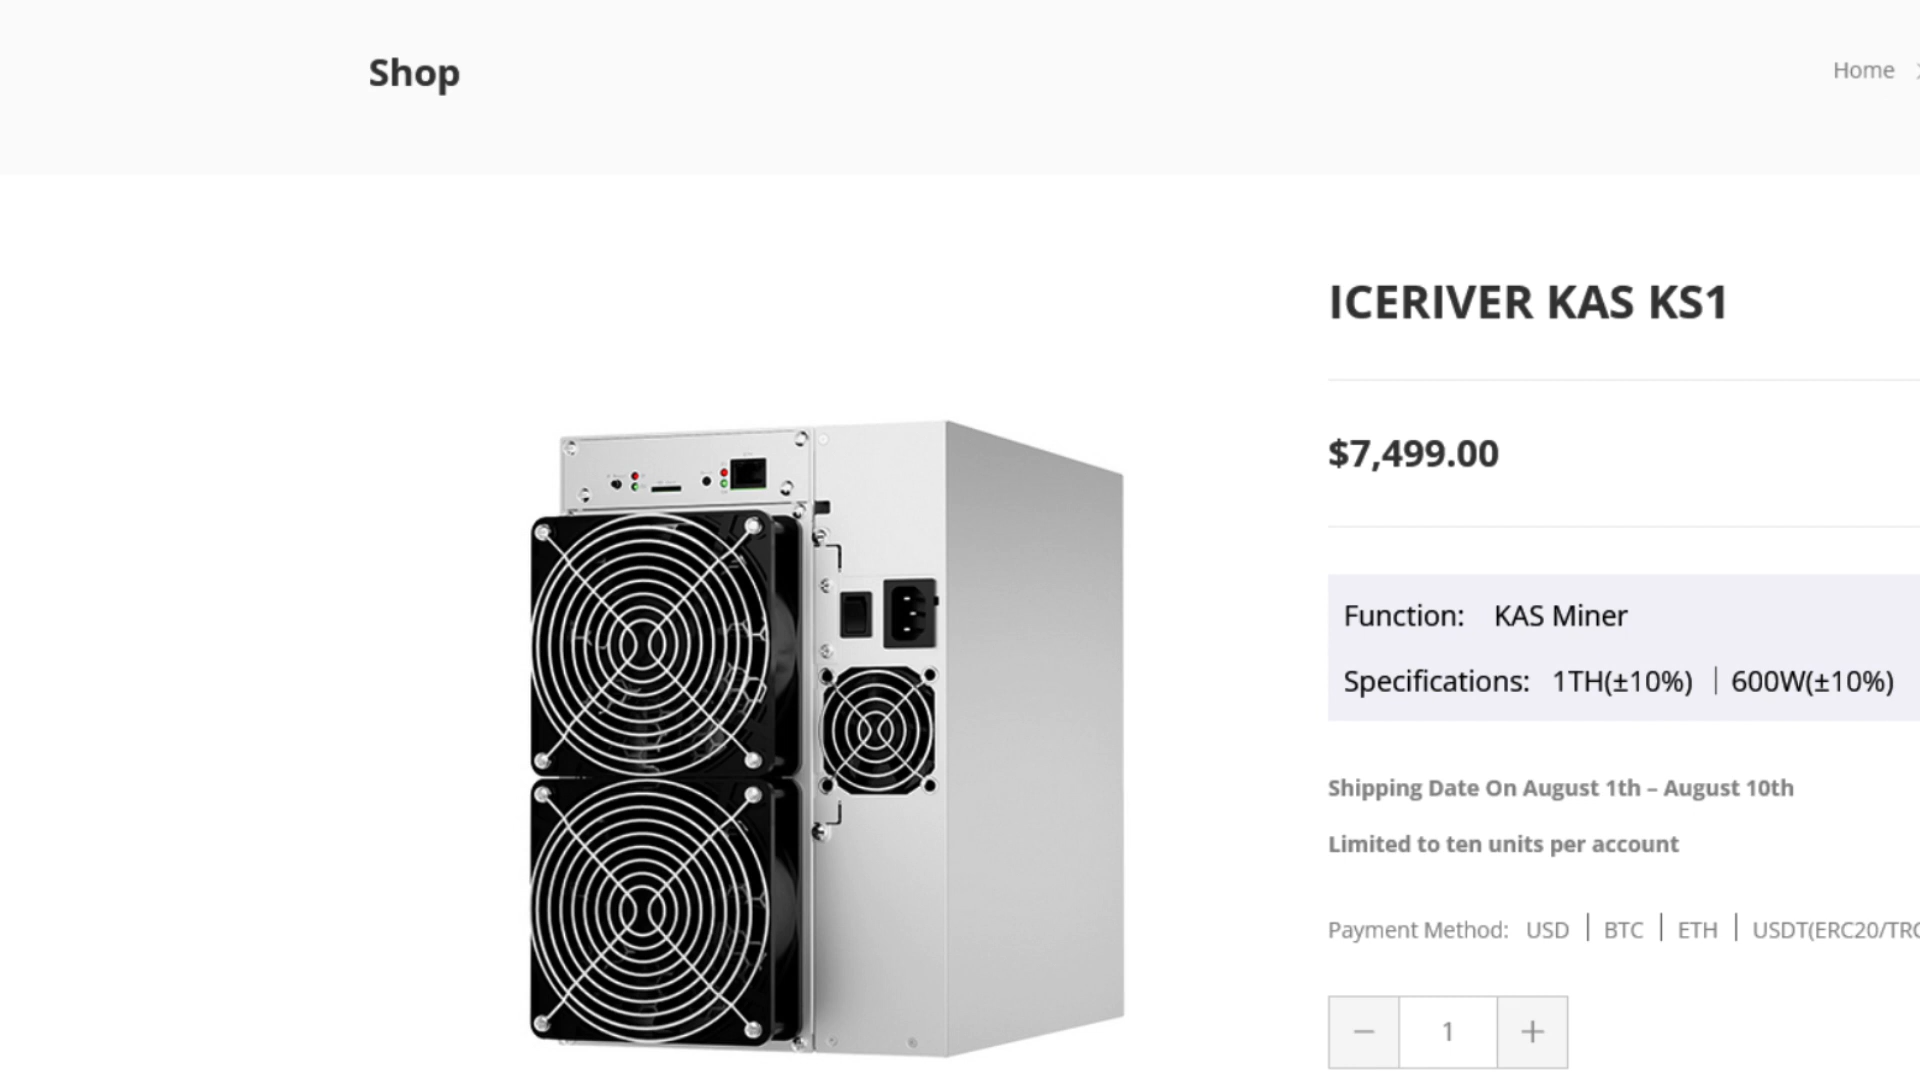 Shop
Home
ICERIVER KAS KS1
$7,499.00
Function: KAS Miner
Specifications: 1TH(±10%) | 600W(±10%)
Shipping Date On August 1th – August 10th
Limited to ten units per account
Payment Method: USD | BTC | ETH | USDT(ERC20/TRC
− 1 +